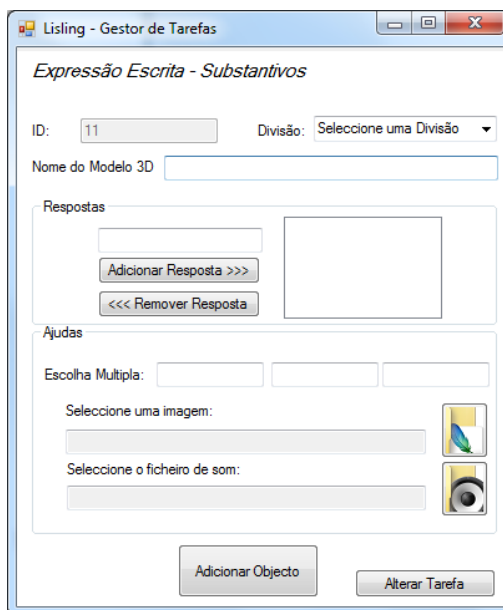 Lisling - Gestor de Tarefas
Expressão Escrita - Substantivos
ID: 11 Divisão: Seleccione uma Divisão
Nome do Modelo 3D
Respostas
Adicionar Resposta >>>
<<< Remover Resposta
Ajudas
Escolha Multipla:
Seleccione uma imagem:
Seleccione o ficheiro de som:
Adicionar Objecto
Alterar Tarefa